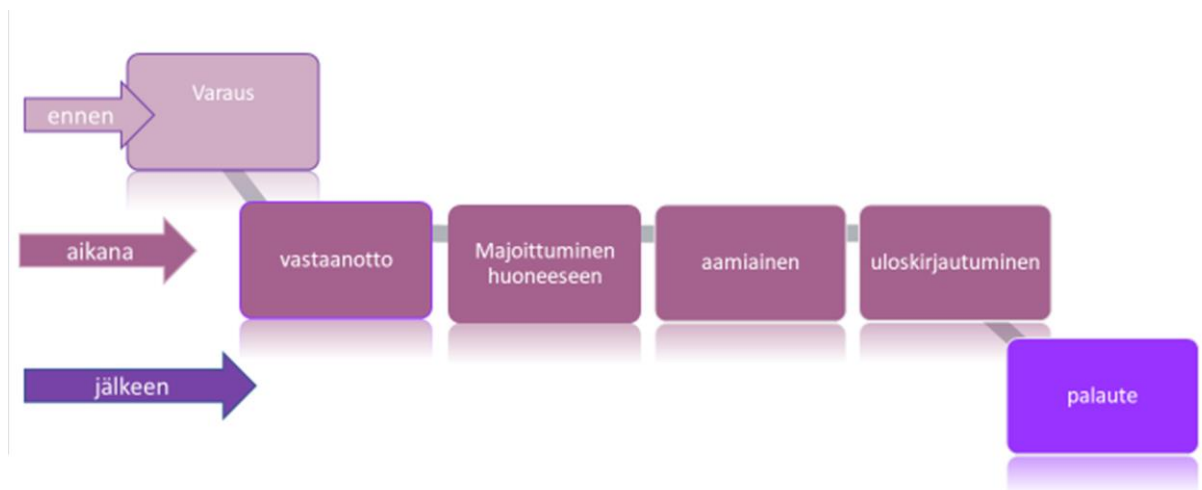 Varaus
ennen
aikana
vastaanotto
Majoittuminen
huoneeseen
aamiainen
uloskirjautuminen
jälkeen
palaute